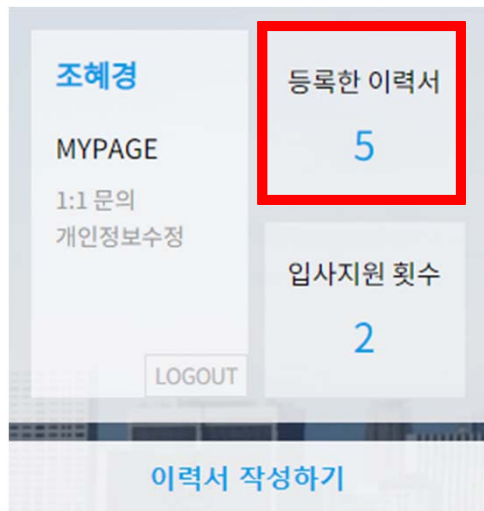 조혜경
MYPAGE
1:1 문의
개인정보수정
LOGOUT
등록한 이력서
5
입사지원 횟수
2
이력서 작성하기